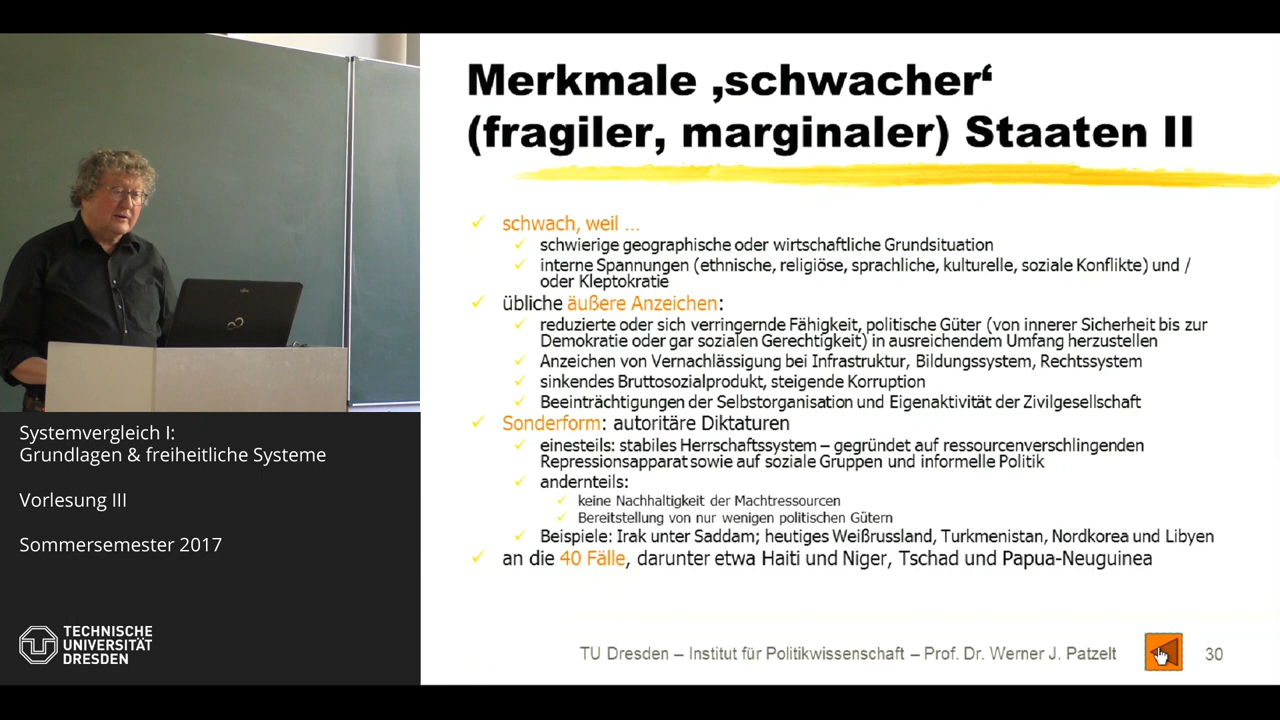 Merkmale ‚schwacher‘
(fragiler, marginaler) Staaten II
schwach, weil ...
schwierige geographische oder wirtschaftliche Grundsituation
interne Spannungen (ethnische, religiöse, sprachliche, kulturelle, soziale Konflikte) und /
oder Kleptokratie
übliche äußere Anzeichen:
reduzierte oder sich verringernde Fähigkeit, politische Güter (von innerer Sicherheit bis zur
Demokratie oder gar sozialen Gerechtigkeit) in ausreichendem Umfang herzustellen
Anzeichen von Vernachlässigung bei Infrastruktur, Bildungssystem, Rechtssystem
sinkendes Bruttosozialprodukt, steigende Korruption
Beeinträchtigungen der Selbstorganisation und Eigenaktivität der Zivilgesellschaft
Sonderform: autoritäre Diktaturen
einesteils: stabiles Herrschaftssystem – gegründet auf ressourcenverschlingenden
Repressionsapparat sowie auf soziale Gruppen und informelle Politik
andernteils:
keine Nachhaltigkeit der Machtressourcen
Bereitstellung von nur wenigen politischen Gütern
Beispiele: Irak unter Saddam; heutiges Weißrussland, Turkmenistan, Nordkorea und Libyen
an die 40 Fälle, darunter etwa Haiti und Niger, Tschad und Papua-Neuguinea
TU Dresden – Institut für Politikwissenschaft – Prof. Dr. Werner J. Patzelt
30
Systemvergleich I:
Grundlagen & freiheitliche Systeme
Vorlesung III
Sommersemester 2017
TECHNISCHE
UNIVERSITÄT
DRESDEN